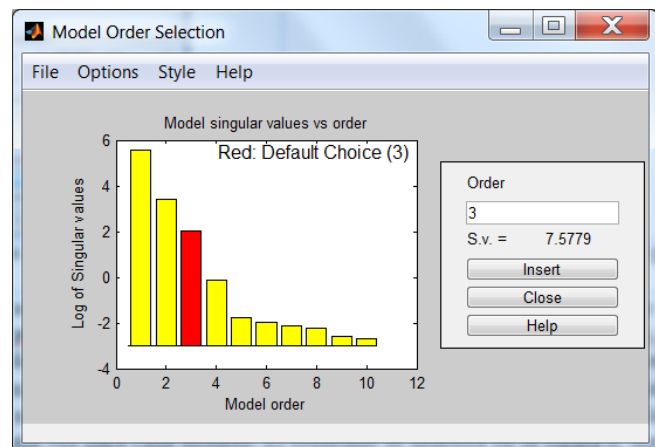 Model Order Selection
File Options Style Help
Model singular values vs order
Red: Default Choice (3)
6
4
2
0
-2
-4
Log of Singular values
0 2 4 6 8 10 12
Model order
Order
3
S.v. = 7.5779
Insert
Close
Help